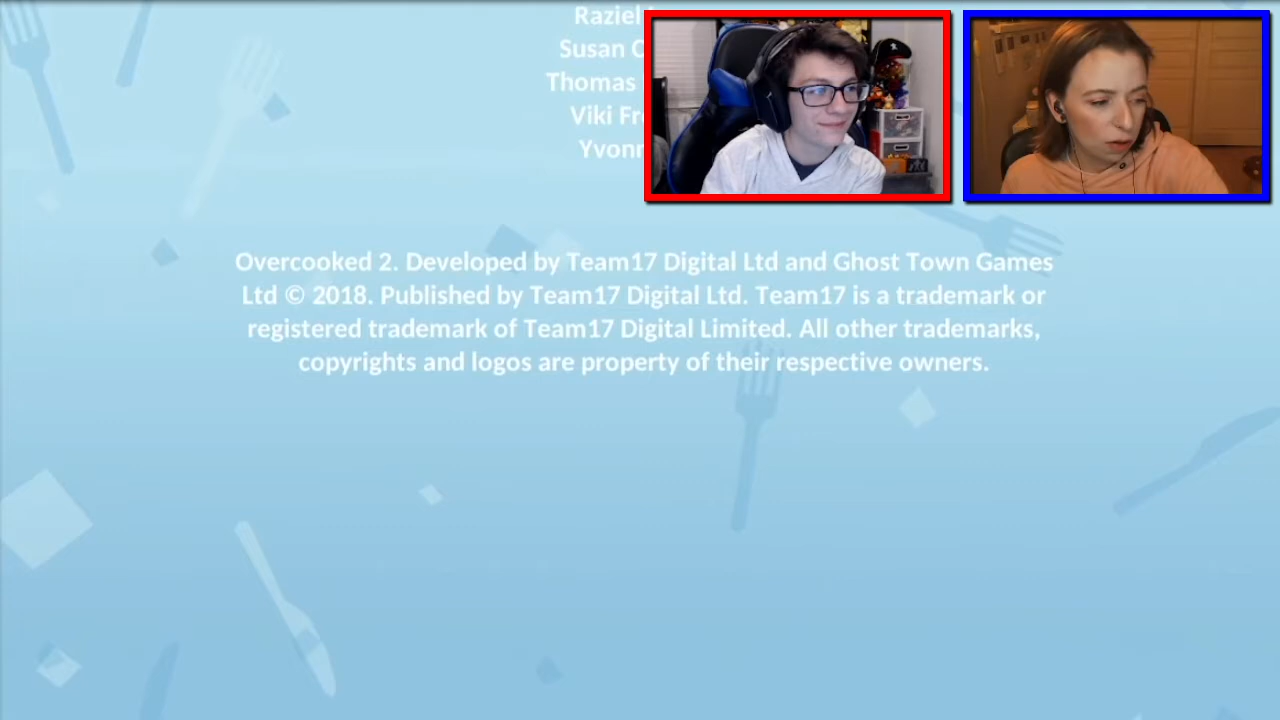 Raziel
Susan
Thomas
Viki
Overcooked 2. Developed by Team17 Digital Ltd and Ghost Town Games
Ltd © 2018. Published by Team17 Digital Ltd. Team17 is a trademark or
registered trademark of Team17 Digital Limited. All other trademarks,
copyrights and logos are property of their respective owners.